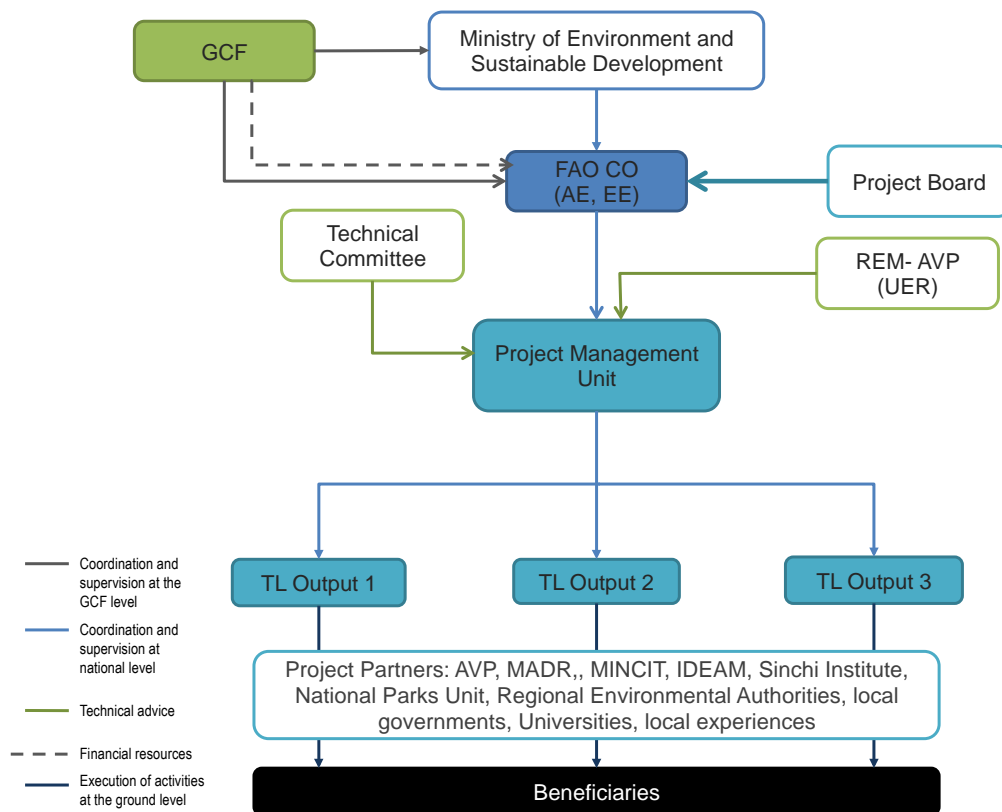 GCF
Ministry of Environment and
Sustainable Development
FAO CO
(AE, EE)
Project Board
Technical
Committee
REM- AVP
(UER)
Project Management
Unit
TL Output 1
TL Output 2
TL Output 3
Project Partners: AVP, MADR,, MINCIT, IDEAM, Sinchi Institute,
National Parks Unit, Regional Environmental Authorities, local
governments, Universities, local experiences
Beneficiaries
Coordination and
supervision at the
GCF level
Coordination and
supervision at
national level
Technical advice
Financial resources
Execution of activities
at the ground level